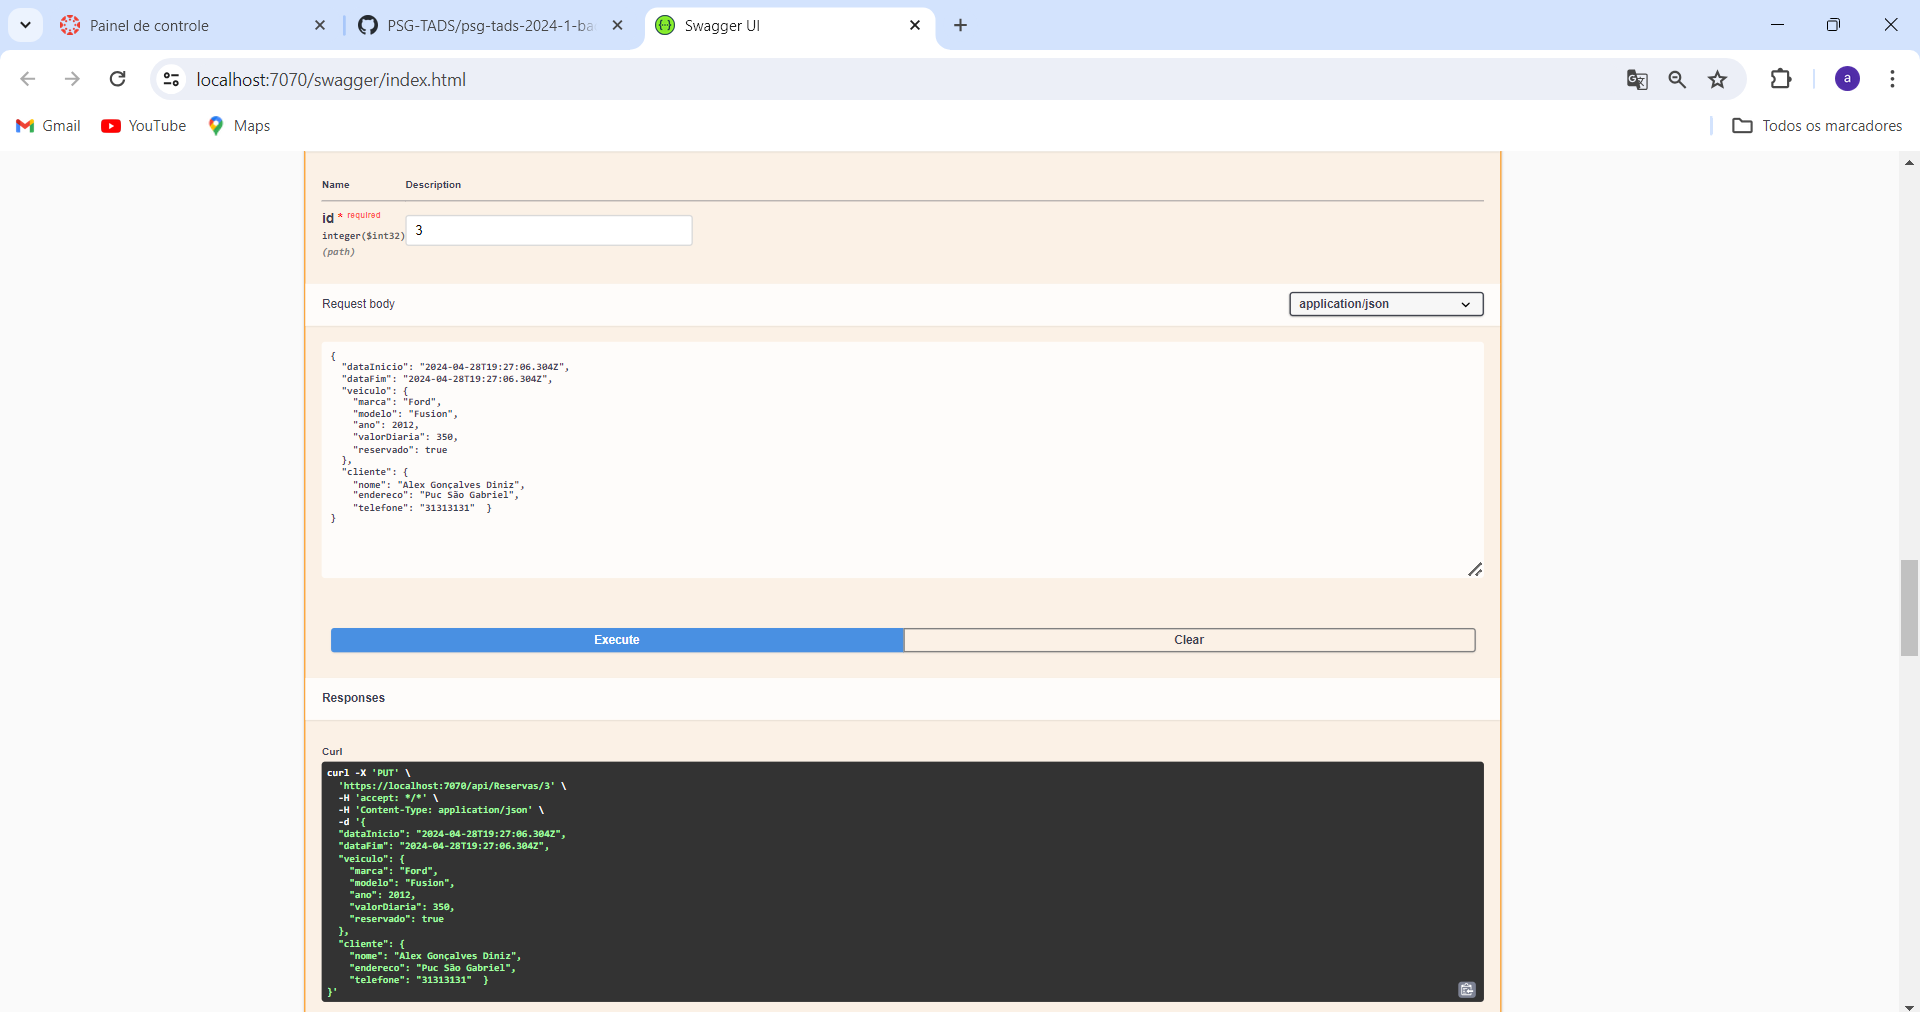 Painel de controle
PSG-TADS/psg-tads-2024-1-ba
Swagger UI
localhost:7070/swagger/index.html
a
Gmail
YouTube
Maps
Todos os marcadores
Name
Description
id * required
integer($int32)
(path)
3
Request body
application/json
{
  "dataInicio": "2024-04-28T19:27:06.304Z",
  "dataFim": "2024-04-28T19:27:06.304Z",
  "veiculo": {
    "marca": "Ford",
    "modelo": "Fusion",
    "ano": 2012,
    "valorDiaria": 350,
    "reservado": true
  },
  "cliente": {
    "nome": "Alex Gonçalves Diniz",
    "endereco": "Puc São Gabriel",
    "telefone": "31313131"  }
}
Execute
Clear
Responses
Curl
curl -X 'PUT' \
  'https://localhost:7070/api/Reservas/3' \
  -H 'accept: */*' \
  -H 'Content-Type: application/json' \
  -d '{
  "dataInicio": "2024-04-28T19:27:06.304Z",
  "dataFim": "2024-04-28T19:27:06.304Z",
  "veiculo": {
    "marca": "Ford",
    "modelo": "Fusion",
    "ano": 2012,
    "valorDiaria": 350,
    "reservado": true
  },
  "cliente": {
    "nome": "Alex Gonçalves Diniz",
    "endereco": "Puc São Gabriel",
    "telefone": "31313131"  }
}'